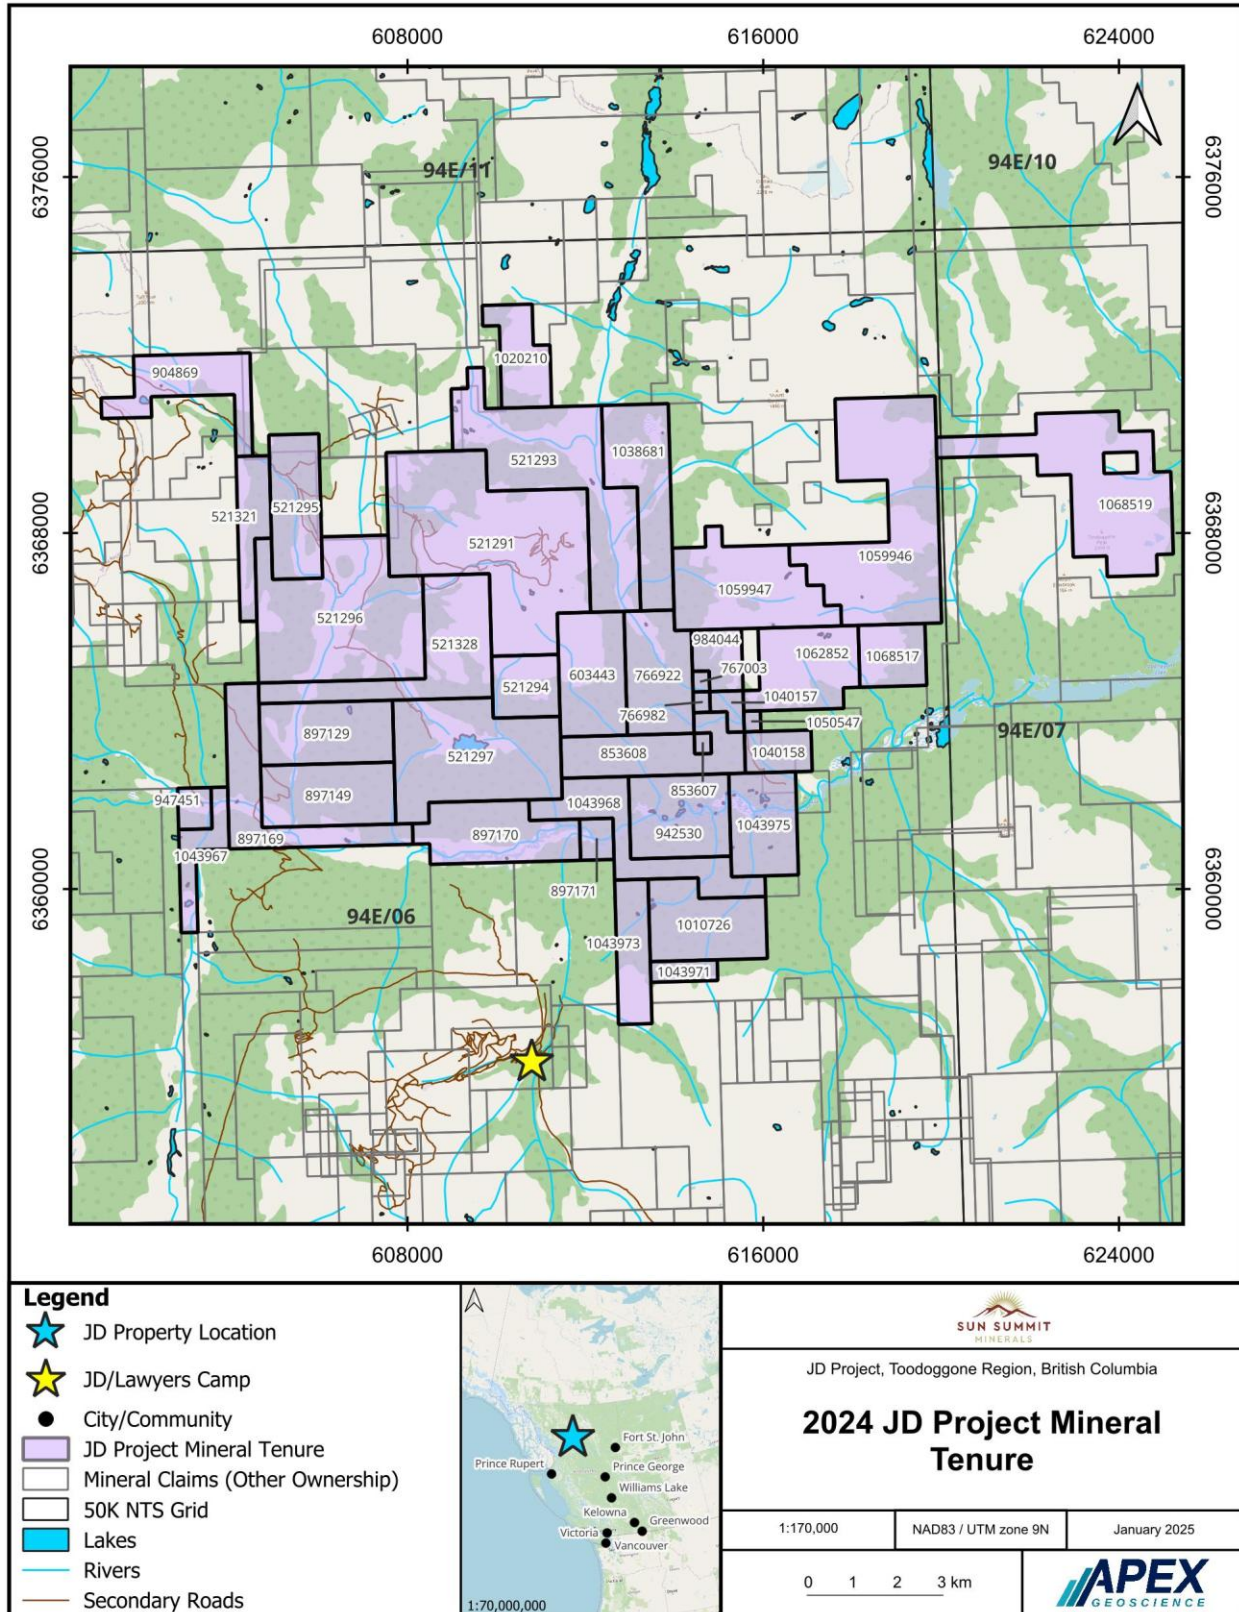 608000
616000
624000
6376000
6376000
94E/11
94E/10
1020210
904869
521293
1038681
521321
521295
1068519
6368000
6368000
521291
1059946
1059947
521296
521328
984044
1062852
1068517
603443
766922
767003
521294
1040157
766982
1050547
94E/07
897129
521297
853608
1040158
897149
853607
947451
1043968
942530
1043975
897169
897170
1043967
897171
6360000
6360000
94E/06
1043973
1010726
1043971
608000
616000
624000
Legend
JD Property Location
JD/Lawyers Camp
City/Community
JD Project Mineral Tenure
Mineral Claims (Other Ownership)
50K NTS Grid
Lakes
Rivers
Secondary Roads
Fort St. John
Prince Rupert
Prince George
Williams Lake
Kelowna
Greenwood
Victoria
Vancouver
1:70,000,000
SUN SUMMIT
MINERALS
JD Project, Toodoggone Region, British Columbia
2024 JD Project Mineral
Tenure
1:170,000
NAD83 / UTM zone 9N
January 2025
0 1 2 3 km
APEX
GEOSCIENCE